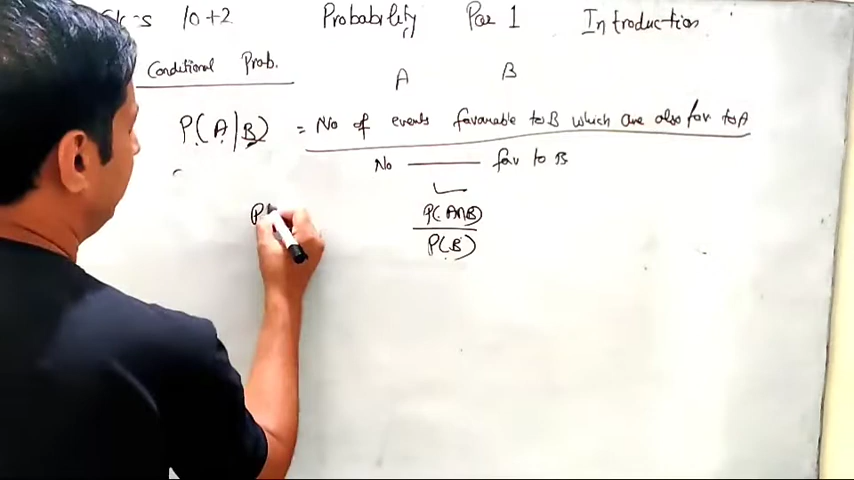 10+2 Probability Par 1 Introduction
Conditional Prob.
A B
P(A|B) = No of events favourable to B which are also fav to A
No ——— fav to B
P(A∩B)
P(B)
P(